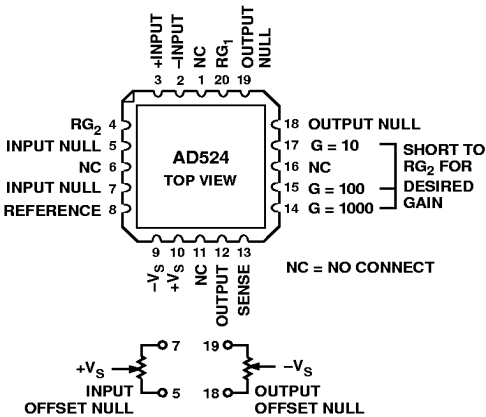 +INPUT
–INPUT
NC
RG1
OUTPUT
NULL
3 2 1 20 19
RG2 4
INPUT NULL 5
NC 6
INPUT NULL 7
REFERENCE 8
AD524
TOP VIEW
18 OUTPUT NULL
17 G = 10
16 NC
15 G = 100
14 G = 1000
SHORT TO
RG2 FOR
DESIRED
GAIN
9 10 11 12 13
–VS
+VS
NC
OUTPUT
SENSE
NC = NO CONNECT
7
+VS
5
INPUT
OFFSET NULL
19
–VS
18
OUTPUT
OFFSET NULL